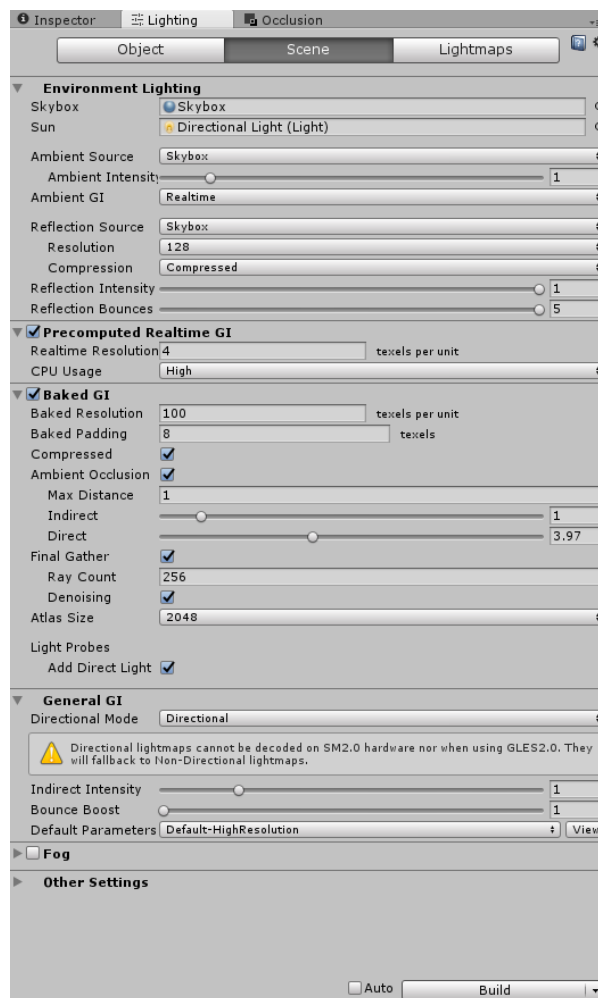 Inspector Lighting Occlusion
Object Scene Lightmaps
Environment Lighting
Skybox Skybox
Sun Directional Light (Light)
Ambient Source Skybox
Ambient Intensity 1
Ambient GI Realtime
Reflection Source Skybox
Resolution 128
Compression Compressed
Reflection Intensity 1
Reflection Bounces 5
Precomputed Realtime GI
Realtime Resolution 4 texels per unit
CPU Usage High
Baked GI
Baked Resolution 100 texels per unit
Baked Padding 8 texels
Compressed
Ambient Occlusion
Max Distance 1
Indirect 1
Direct 3.97
Final Gather
Ray Count 256
Denoising
Atlas Size 2048
Light Probes
Add Direct Light
General GI
Directional Mode Directional
Directional lightmaps cannot be decoded on SM2.0 hardware nor when using GLES2.0. They
will fallback to Non-Directional lightmaps.
Indirect Intensity 1
Bounce Boost 1
Default Parameters Default-HighResolution View
Fog
Other Settings
Auto Build